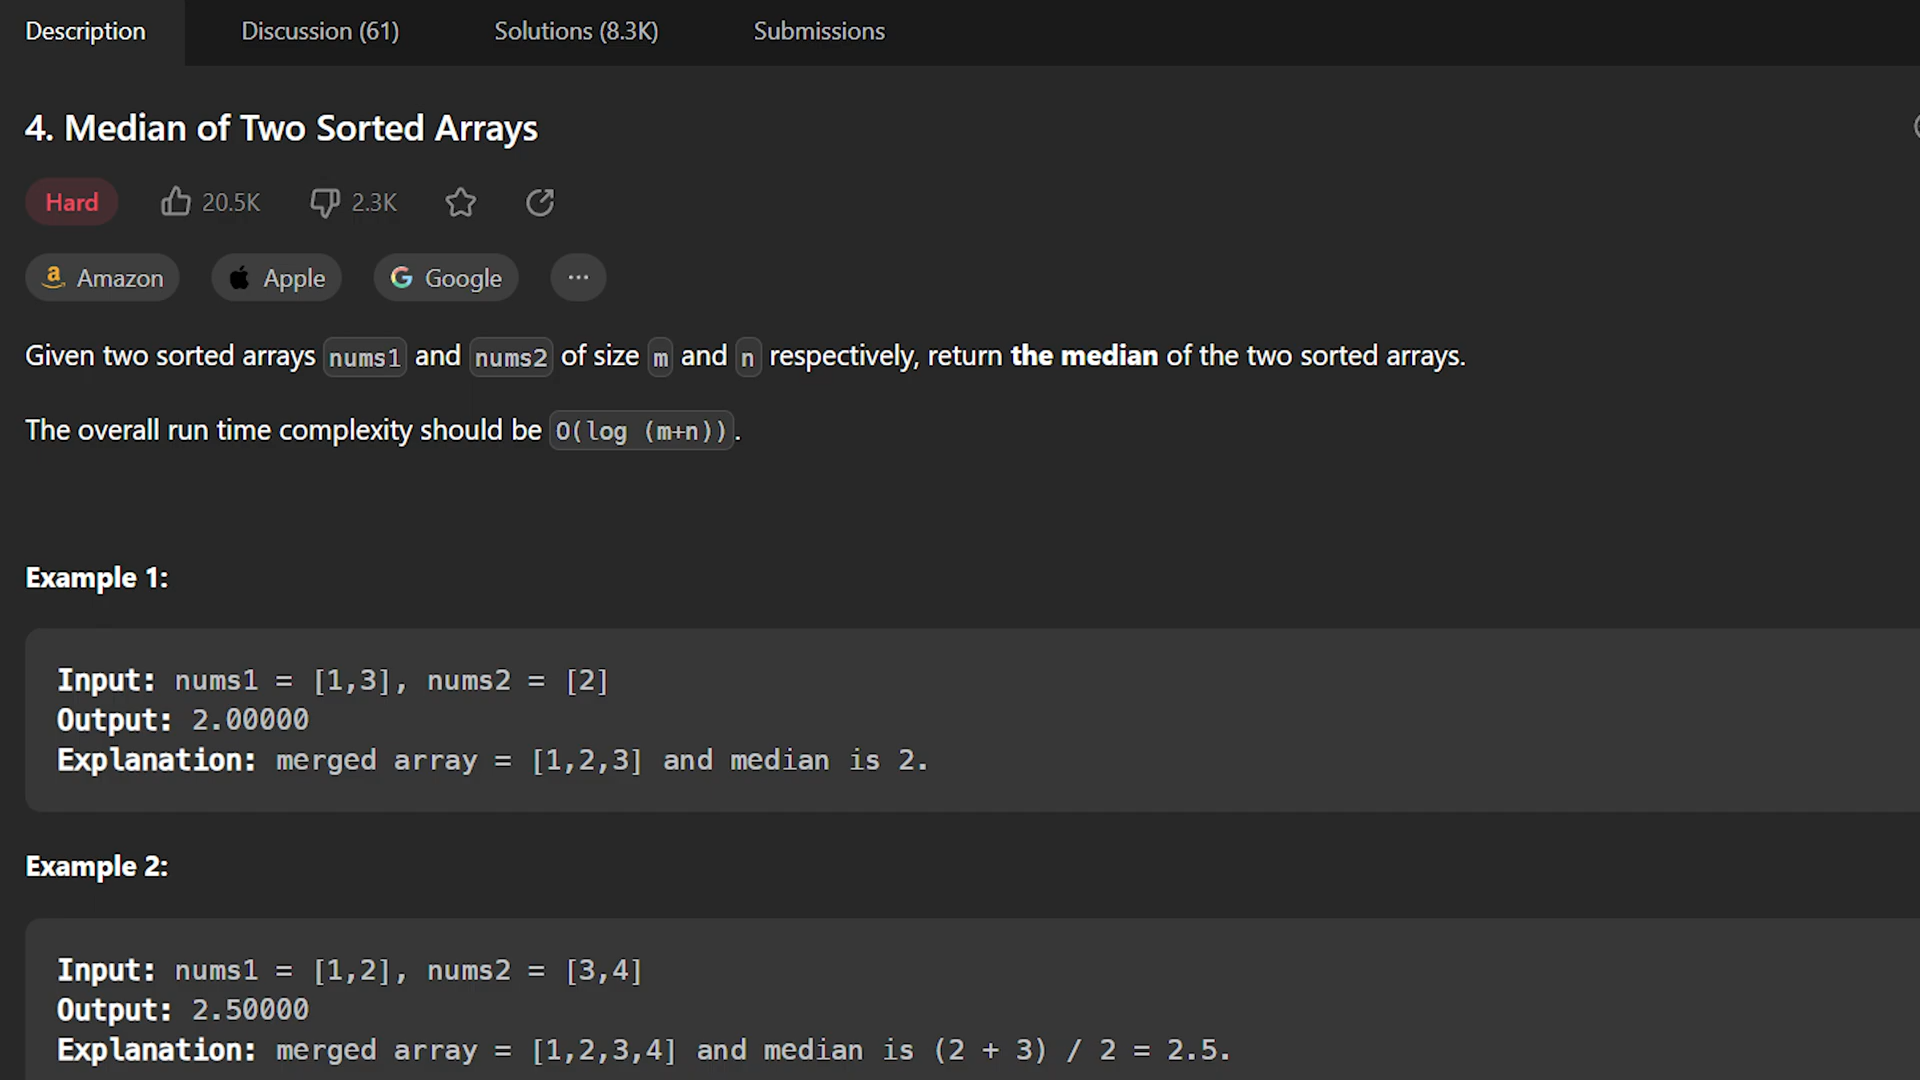 Description Discussion (61) Solutions (8.3K) Submissions
4. Median of Two Sorted Arrays
Hard 20.5K 2.3K
Amazon Apple Google ...
Given two sorted arrays nums1 and nums2 of size m and n respectively, return the median of the two sorted arrays.
The overall run time complexity should be O(log (m+n)).
Example 1:
Input: nums1 = [1,3], nums2 = [2]
Output: 2.00000
Explanation: merged array = [1,2,3] and median is 2.
Example 2:
Input: nums1 = [1,2], nums2 = [3,4]
Output: 2.50000
Explanation: merged array = [1,2,3,4] and median is (2 + 3) / 2 = 2.5.